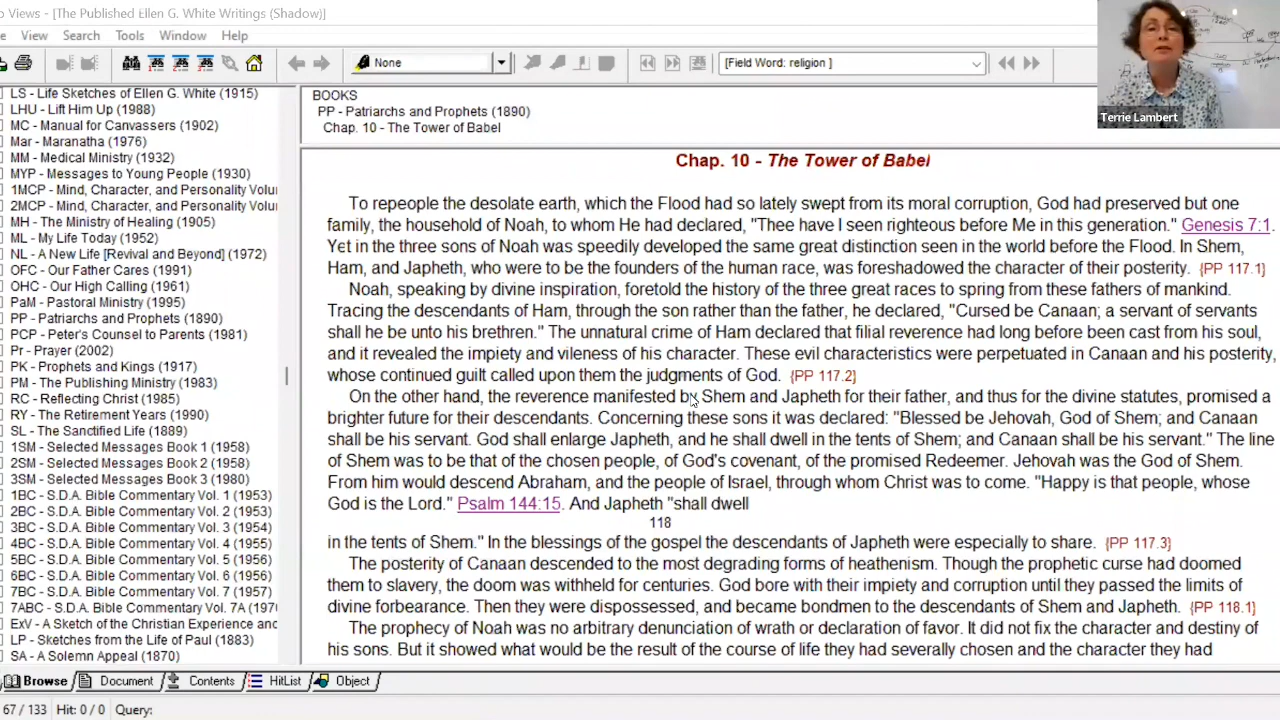 o Views - [The Published Ellen G. White Writings (Shadow)]
View Search Tools Window Help
None
[Field Word: religion ]
LS - Life Sketches of Ellen G. White (1915)
LHU - Lift Him Up (1988)
MC - Manual for Canvassers (1902)
Mar - Maranatha (1976)
MM - Medical Ministry (1932)
MYP - Messages to Young People (1930)
1MCP - Mind, Character, and Personality Volu
2MCP - Mind, Character, and Personality Volu
MH - The Ministry of Healing (1905)
ML - My Life Today (1952)
NL - A New Life [Revival and Beyond] (1972)
OFC - Our Father Cares (1991)
OHC - Our High Calling (1961)
PaM - Pastoral Ministry (1995)
PP - Patriarchs and Prophets (1890)
PCP - Peter's Counsel to Parents (1981)
Pr - Prayer (2002)
PK - Prophets and Kings (1917)
PM - The Publishing Ministry (1983)
RC - Reflecting Christ (1985)
RY - The Retirement Years (1990)
SL - The Sanctified Life (1889)
1SM - Selected Messages Book 1 (1958)
2SM - Selected Messages Book 2 (1958)
3SM - Selected Messages Book 3 (1980)
1BC - S.D.A. Bible Commentary Vol. 1 (1953)
2BC - S.D.A. Bible Commentary Vol. 2 (1953)
3BC - S.D.A. Bible Commentary Vol. 3 (1954)
4BC - S.D.A. Bible Commentary Vol. 4 (1955)
5BC - S.D.A. Bible Commentary Vol. 5 (1956)
6BC - S.D.A. Bible Commentary Vol. 6 (1956)
7BC - S.D.A. Bible Commentary Vol. 7 (1957)
7ABC - S.D.A. Bible Commentary Vol. 7A (197
ExV - A Sketch of the Christian Experience anc
LP - Sketches from the Life of Paul (1883)
SA - A Solemn Appeal (1870)
BOOKS
PP - Patriarchs and Prophets (1890)
Chap. 10 - The Tower of Babel
Terrie Lambert
Chap. 10 - The Tower of Babel
To repeople the desolate earth, which the Flood had so lately swept from its moral corruption, God had preserved but one
family, the household of Noah, to whom He had declared, "Thee have I seen righteous before Me in this generation." Genesis 7:1.
Yet in the three sons of Noah was speedily developed the same great distinction seen in the world before the Flood. In Shem,
Ham, and Japheth, who were to be the founders of the human race, was foreshadowed the character of their posterity. {PP 117.1}
Noah, speaking by divine inspiration, foretold the history of the three great races to spring from these fathers of mankind.
Tracing the descendants of Ham, through the son rather than the father, he declared, "Cursed be Canaan; a servant of servants
shall he be unto his brethren." The unnatural crime of Ham declared that filial reverence had long before been cast from his soul,
and it revealed the impiety and vileness of his character. These evil characteristics were perpetuated in Canaan and his posterity,
whose continued guilt called upon them the judgments of God. {PP 117.2}
On the other hand, the reverence manifested by Shem and Japheth for their father, and thus for the divine statutes, promised a
brighter future for their descendants. Concerning these sons it was declared: "Blessed be Jehovah, God of Shem; and Canaan
shall be his servant. God shall enlarge Japheth, and he shall dwell in the tents of Shem; and Canaan shall be his servant." The line
of Shem was to be that of the chosen people, of God's covenant, of the promised Redeemer. Jehovah was the God of Shem.
From him would descend Abraham, and the people of Israel, through whom Christ was to come. "Happy is that people, whose
God is the Lord." Psalm 144:15. And Japheth "shall dwell
118
in the tents of Shem." In the blessings of the gospel the descendants of Japheth were especially to share. {PP 117.3}
The posterity of Canaan descended to the most degrading forms of heathenism. Though the prophetic curse had doomed
them to slavery, the doom was withheld for centuries. God bore with their impiety and corruption until they passed the limits of
divine forbearance. Then they were dispossessed, and became bondmen to the descendants of Shem and Japheth. {PP 118.1}
The prophecy of Noah was no arbitrary denunciation of wrath or declaration of favor. It did not fix the character and destiny of
his sons. But it showed what would be the result of the course of life they had severally chosen and the character they had
Browse Document Contents HitList Object
67 / 133 Hit: 0 / 0 Query: